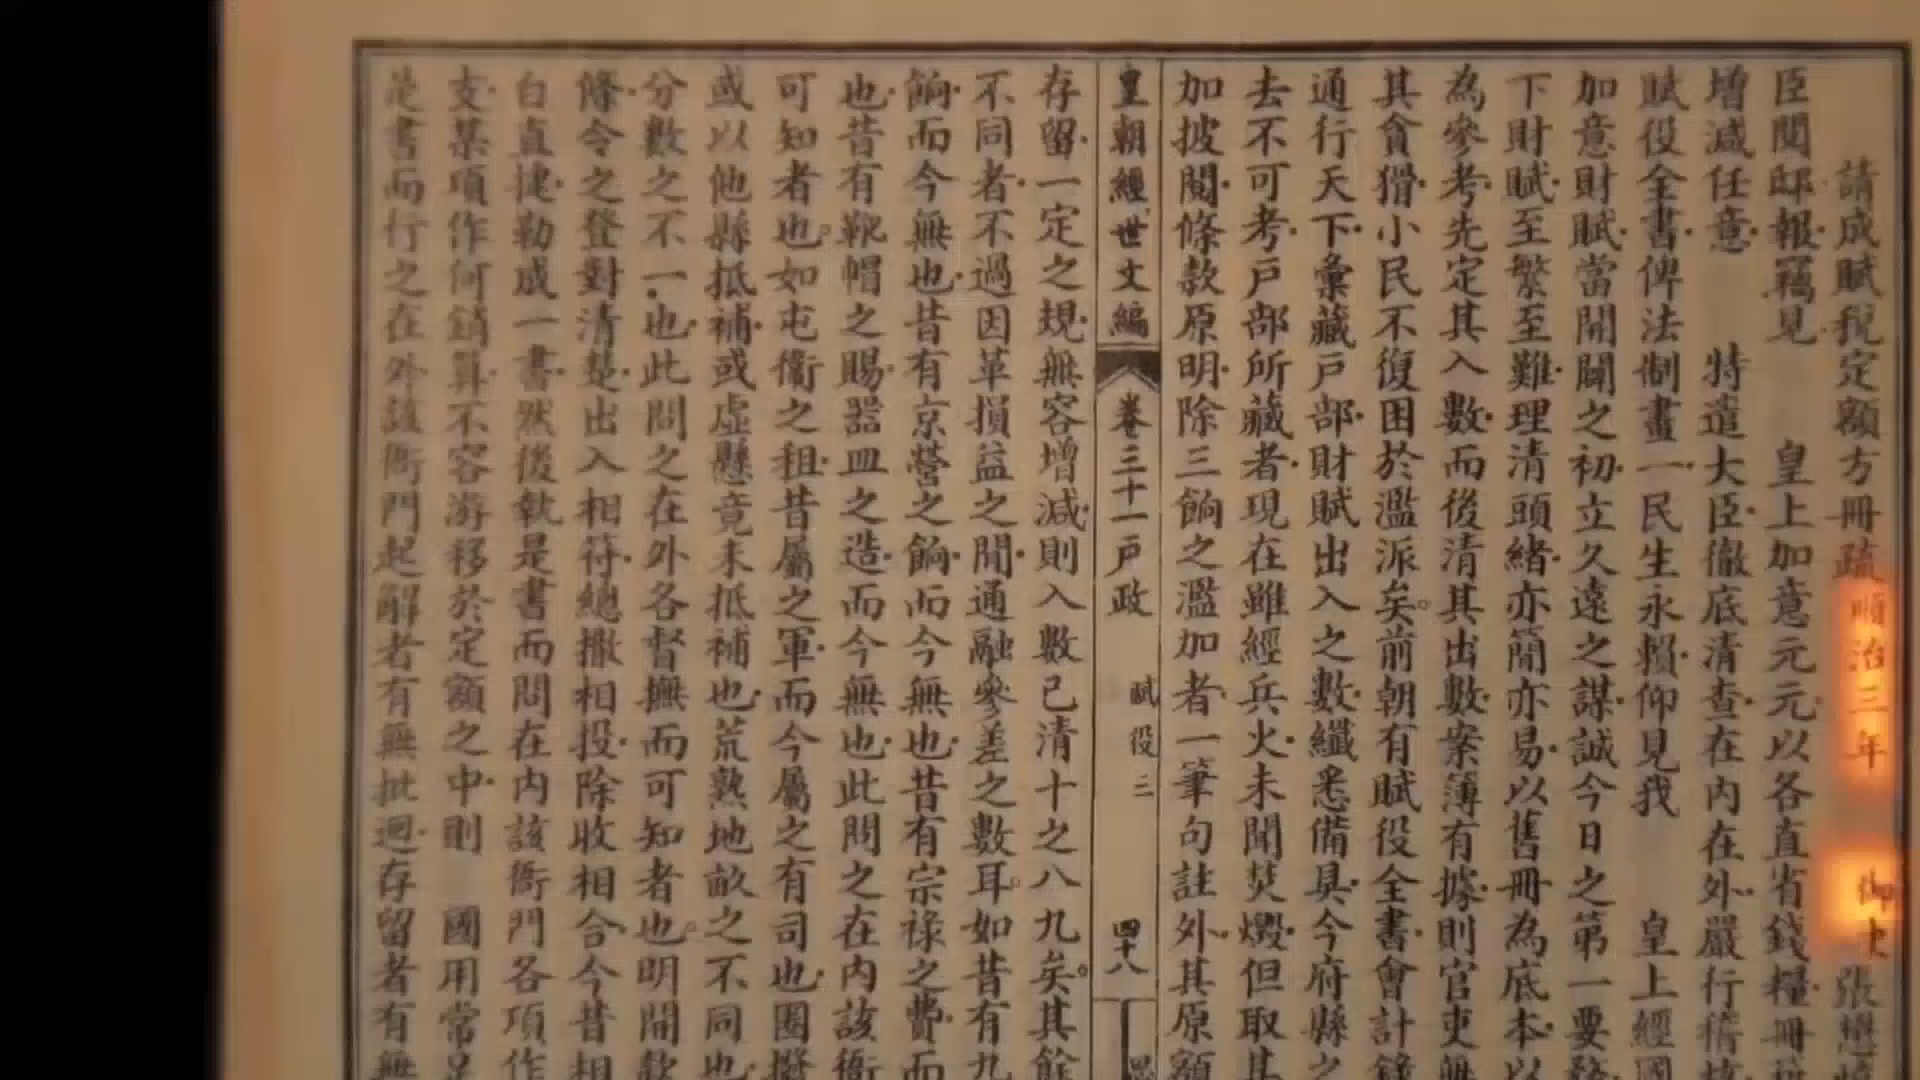 請成賦稅定額方冊疏順治三年 御史張懋
臣閱邸報竊見 皇上加意元元以各直省錢糧冊
增減任意 特遣大臣徹底清查在內在外嚴行稽核
賦役全書俾法制畫一民生永賴仰見我 皇上經國
加意財賦當開闢之初立久遠之謀誠今日之第一要務
下財賦至繁至難理清頭緒亦簡亦易以舊冊為底本以
為參考先定其入數而後清其出數案簿有據則官吏無
其貪猾小民不復困於濫派矣前朝有賦役全書會計錄
通行天下彙藏戶部財賦出入之數纖悉備具今府縣之
去不可考戶部所藏者現在雖經兵火未聞焚燬但取其
加披閱條款原明除三餉之濫加者一筆句註外其原額
皇朝經世文編 卷三十一戶政 賦役三 四十八
存留一定之規無容增減則入數已清十之八九矣其餘
不同者不過因革損益之間通融參差之數耳如昔有九
餉而今無也昔有京營之餉而今無也昔有宗祿之費而
也昔有靴帽之賜器皿之造而今無也此問之在內該衙
可知者也如屯衛之租昔屬之軍而今屬之有司也園
或以他縣抵補或虛懸竟未抵補也荒熟地畝之不同也
分數之不一也此問之在外各督撫而可知者也明開款
條令之登對清楚出入相符總撒相投除收相合今昔相
白直捷勒成一書然後執是書而問在內該衙門各項作
支某項作何銷算不容游移於定額之中則 國用常足
是書而行之在外該衙門起解者有無批迴存留者有無